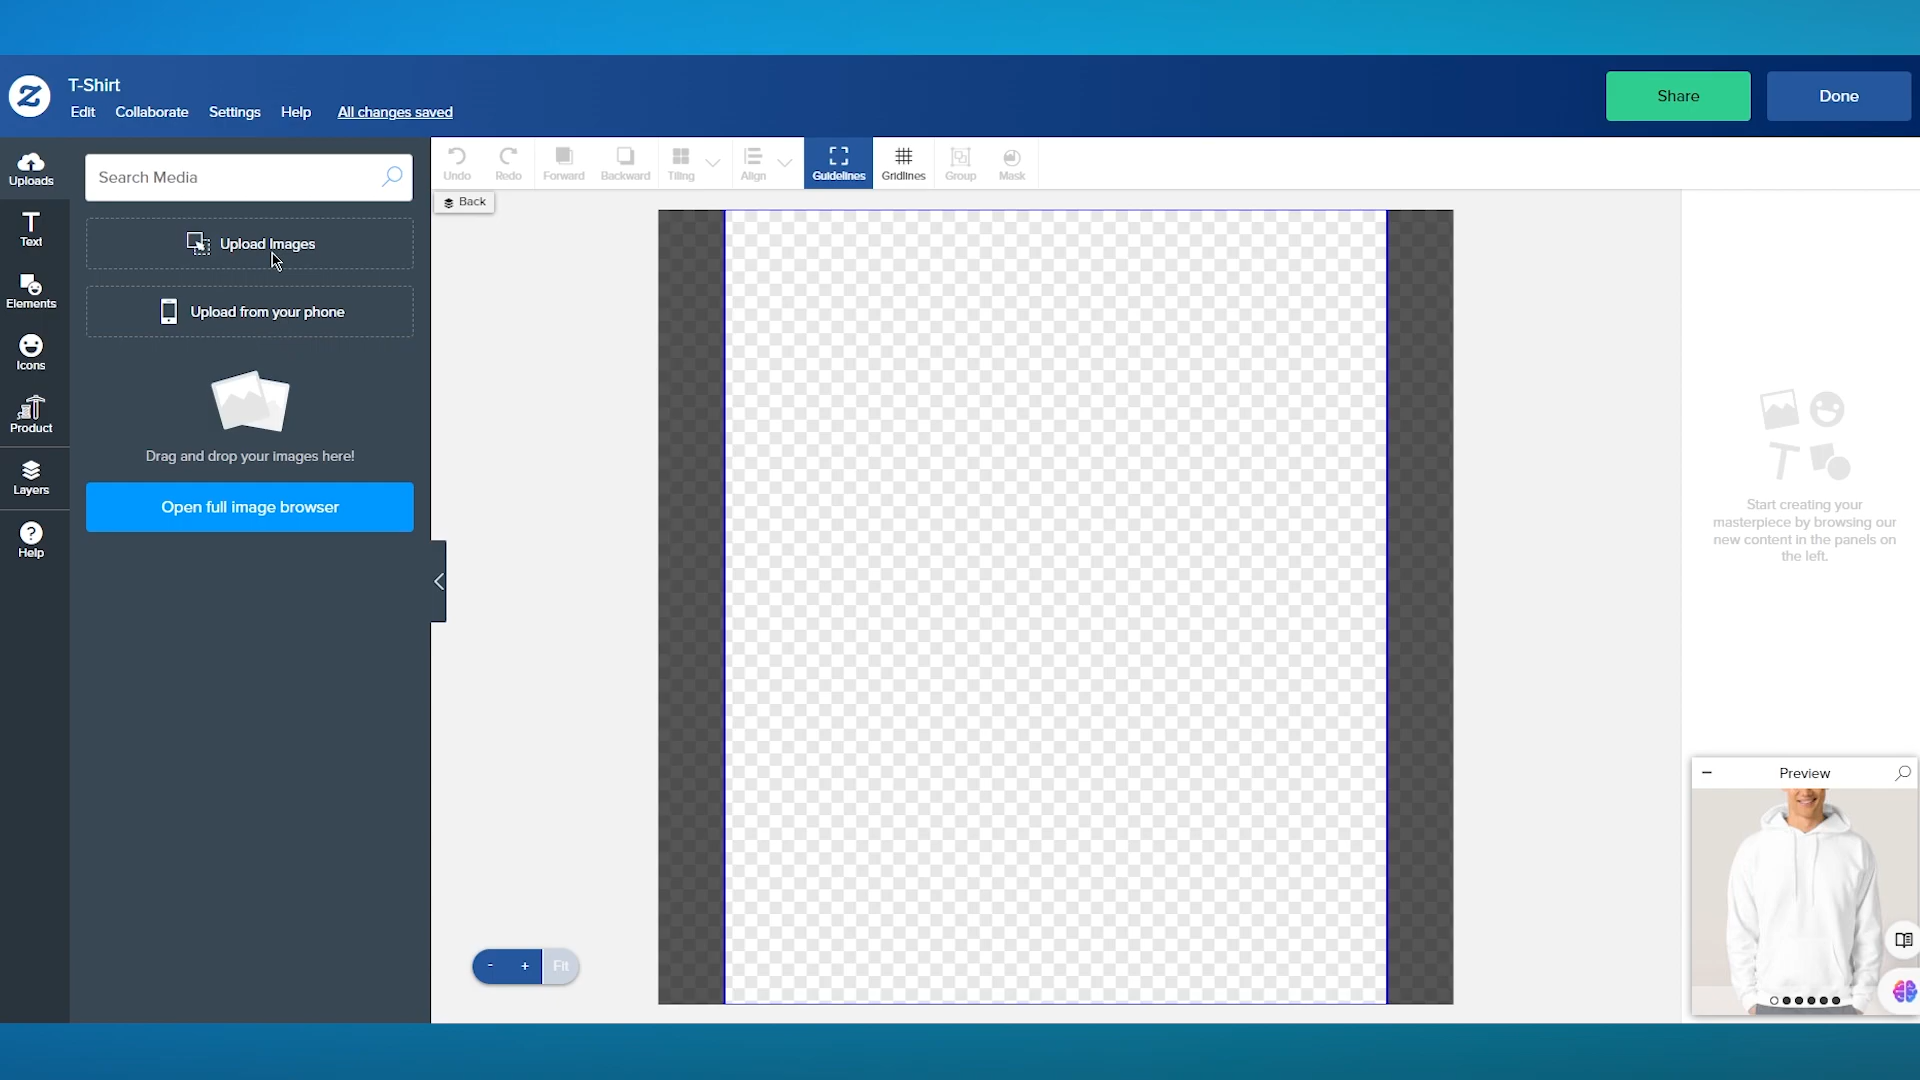 T-Shirt
Edit Collaborate Settings Help All changes saved
Share
Done
Uploads
Text
Elements
Icons
Product
Layers
Help
Search Media
Upload Images
Upload from your phone
Drag and drop your images here!
Open full image browser
Undo Redo Forward Backward Tiling Align Guidelines Gridlines Group Mask
Back
- + Fit
Start creating your
masterpiece by browsing our
new content in the panels on
the left.
Preview